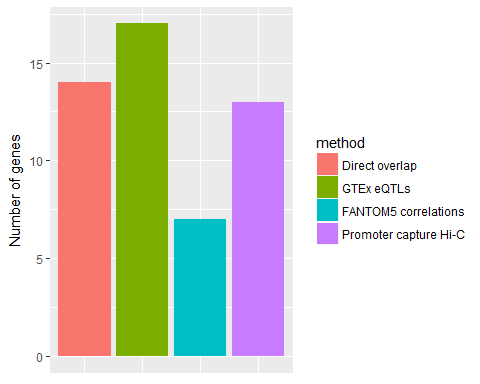 Number of genes
15
10
5
0
method
Direct overlap
GTEx eQTLs
FANTOM5 correlations
Promoter capture Hi-C